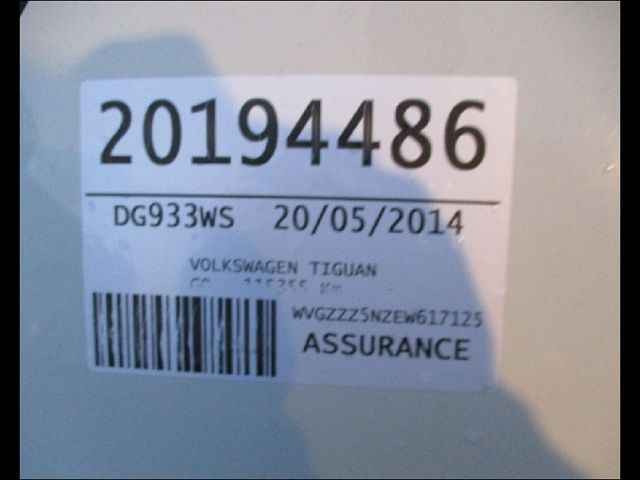 20194486
DG933WS 20/05/2014
VOLKSWAGEN TIGUAN
WVGZZZ5NZEW617125
ASSURANCE